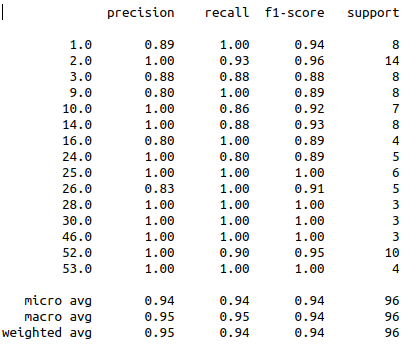 precision recall f1-score support
1.0 0.89 1.00 0.94 8
2.0 1.00 0.93 0.96 14
3.0 0.88 0.88 0.88 8
9.0 0.80 1.00 0.89 8
10.0 1.00 0.86 0.92 7
14.0 1.00 0.88 0.93 8
16.0 0.80 1.00 0.89 4
24.0 1.00 0.80 0.89 5
25.0 1.00 1.00 1.00 6
26.0 0.83 1.00 0.91 5
28.0 1.00 1.00 1.00 3
30.0 1.00 1.00 1.00 3
46.0 1.00 1.00 1.00 3
52.0 1.00 0.90 0.95 10
53.0 1.00 1.00 1.00 4
micro avg 0.94 0.94 0.94 96
macro avg 0.95 0.95 0.94 96
weighted avg 0.95 0.94 0.94 96